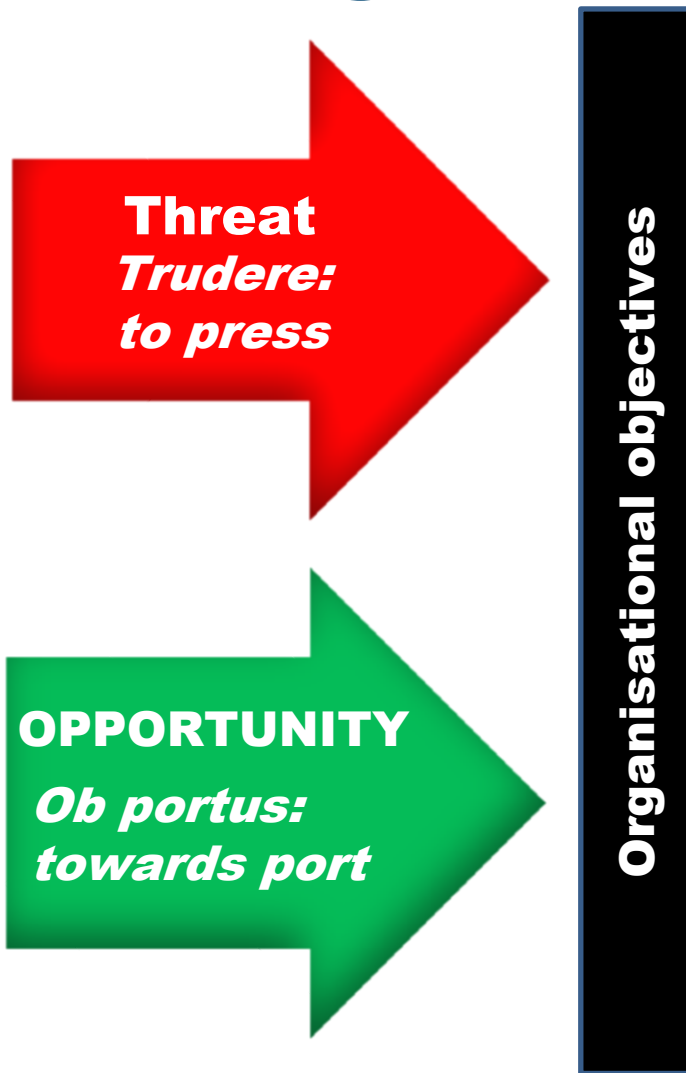 Threat
Trudere:
to press
OPPORTUNITY
Ob portus:
towards port
Organisational objectives